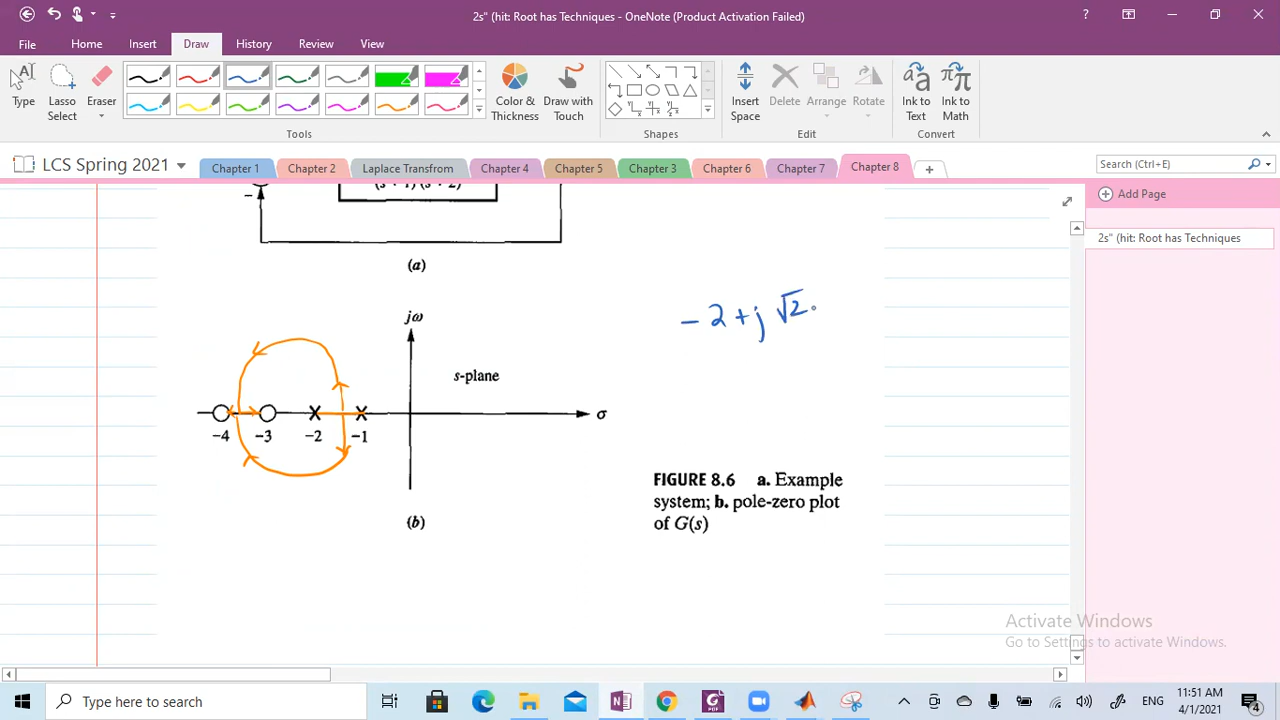 2s" (hit: Root has Techniques - OneNote (Product Activation Failed)
File Home Insert Draw History Review View
Type
Lasso Select
Eraser
Color & Thickness
Draw with Touch
Insert Space
Delete
Arrange
Rotate
Ink to Text
Ink to Math
Tools
Shapes
Edit
Convert
LCS Spring 2021
Chapter 1 Chapter 2 Laplace Transfrom Chapter 4 Chapter 5 Chapter 3 Chapter 6 Chapter 7 Chapter 8
Search (Ctrl+E)
Add Page
2s" (hit: Root has Techniques
(s + 1) (s + 2)
−
(a)
− 2 + j √2
jω
s-plane
σ
−4 −3 −2 −1
(b)
FIGURE 8.6 a. Example
system; b. pole-zero plot
of G(s)
Activate Windows
Go to Settings to activate Windows.
Type here to search
ENG
11:51 AM
4/1/2021
4